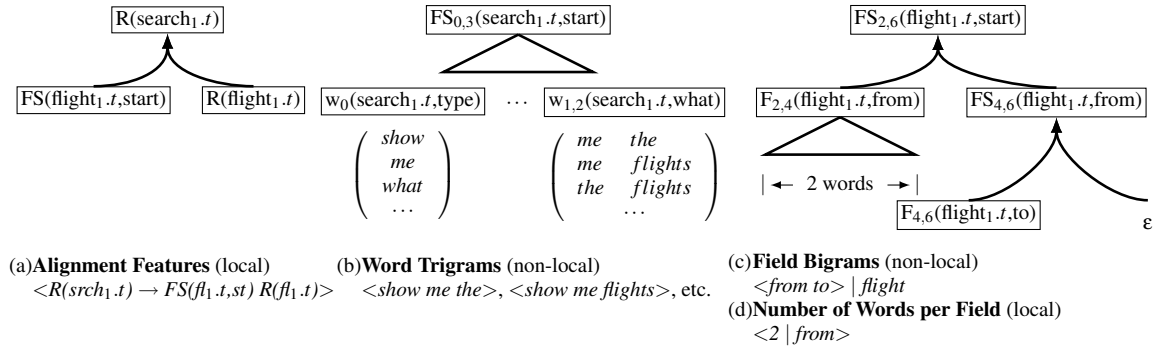 R(search₁.t)
FS(flight₁.t,start)
R(flight₁.t)
(a)Alignment Features (local)
<R(srch₁.t) → FS(fl₁.t,st) R(fl₁.t)>
FS₀,₃(search₁.t,start)
w₀(search₁.t,type) … w₁,₂(search₁.t,what)
show
me
what
…
me the
me flights
the flights
…
(b)Word Trigrams (non-local)
<show me the>, <show me flights>, etc.
FS₂,₆(flight₁.t,start)
F₂,₄(flight₁.t,from)
FS₄,₆(flight₁.t,from)
2 words
F₄,₆(flight₁.t,to)
ε
(c)Field Bigrams (non-local)
<from to> | flight
(d)Number of Words per Field (local)
<2 | from>